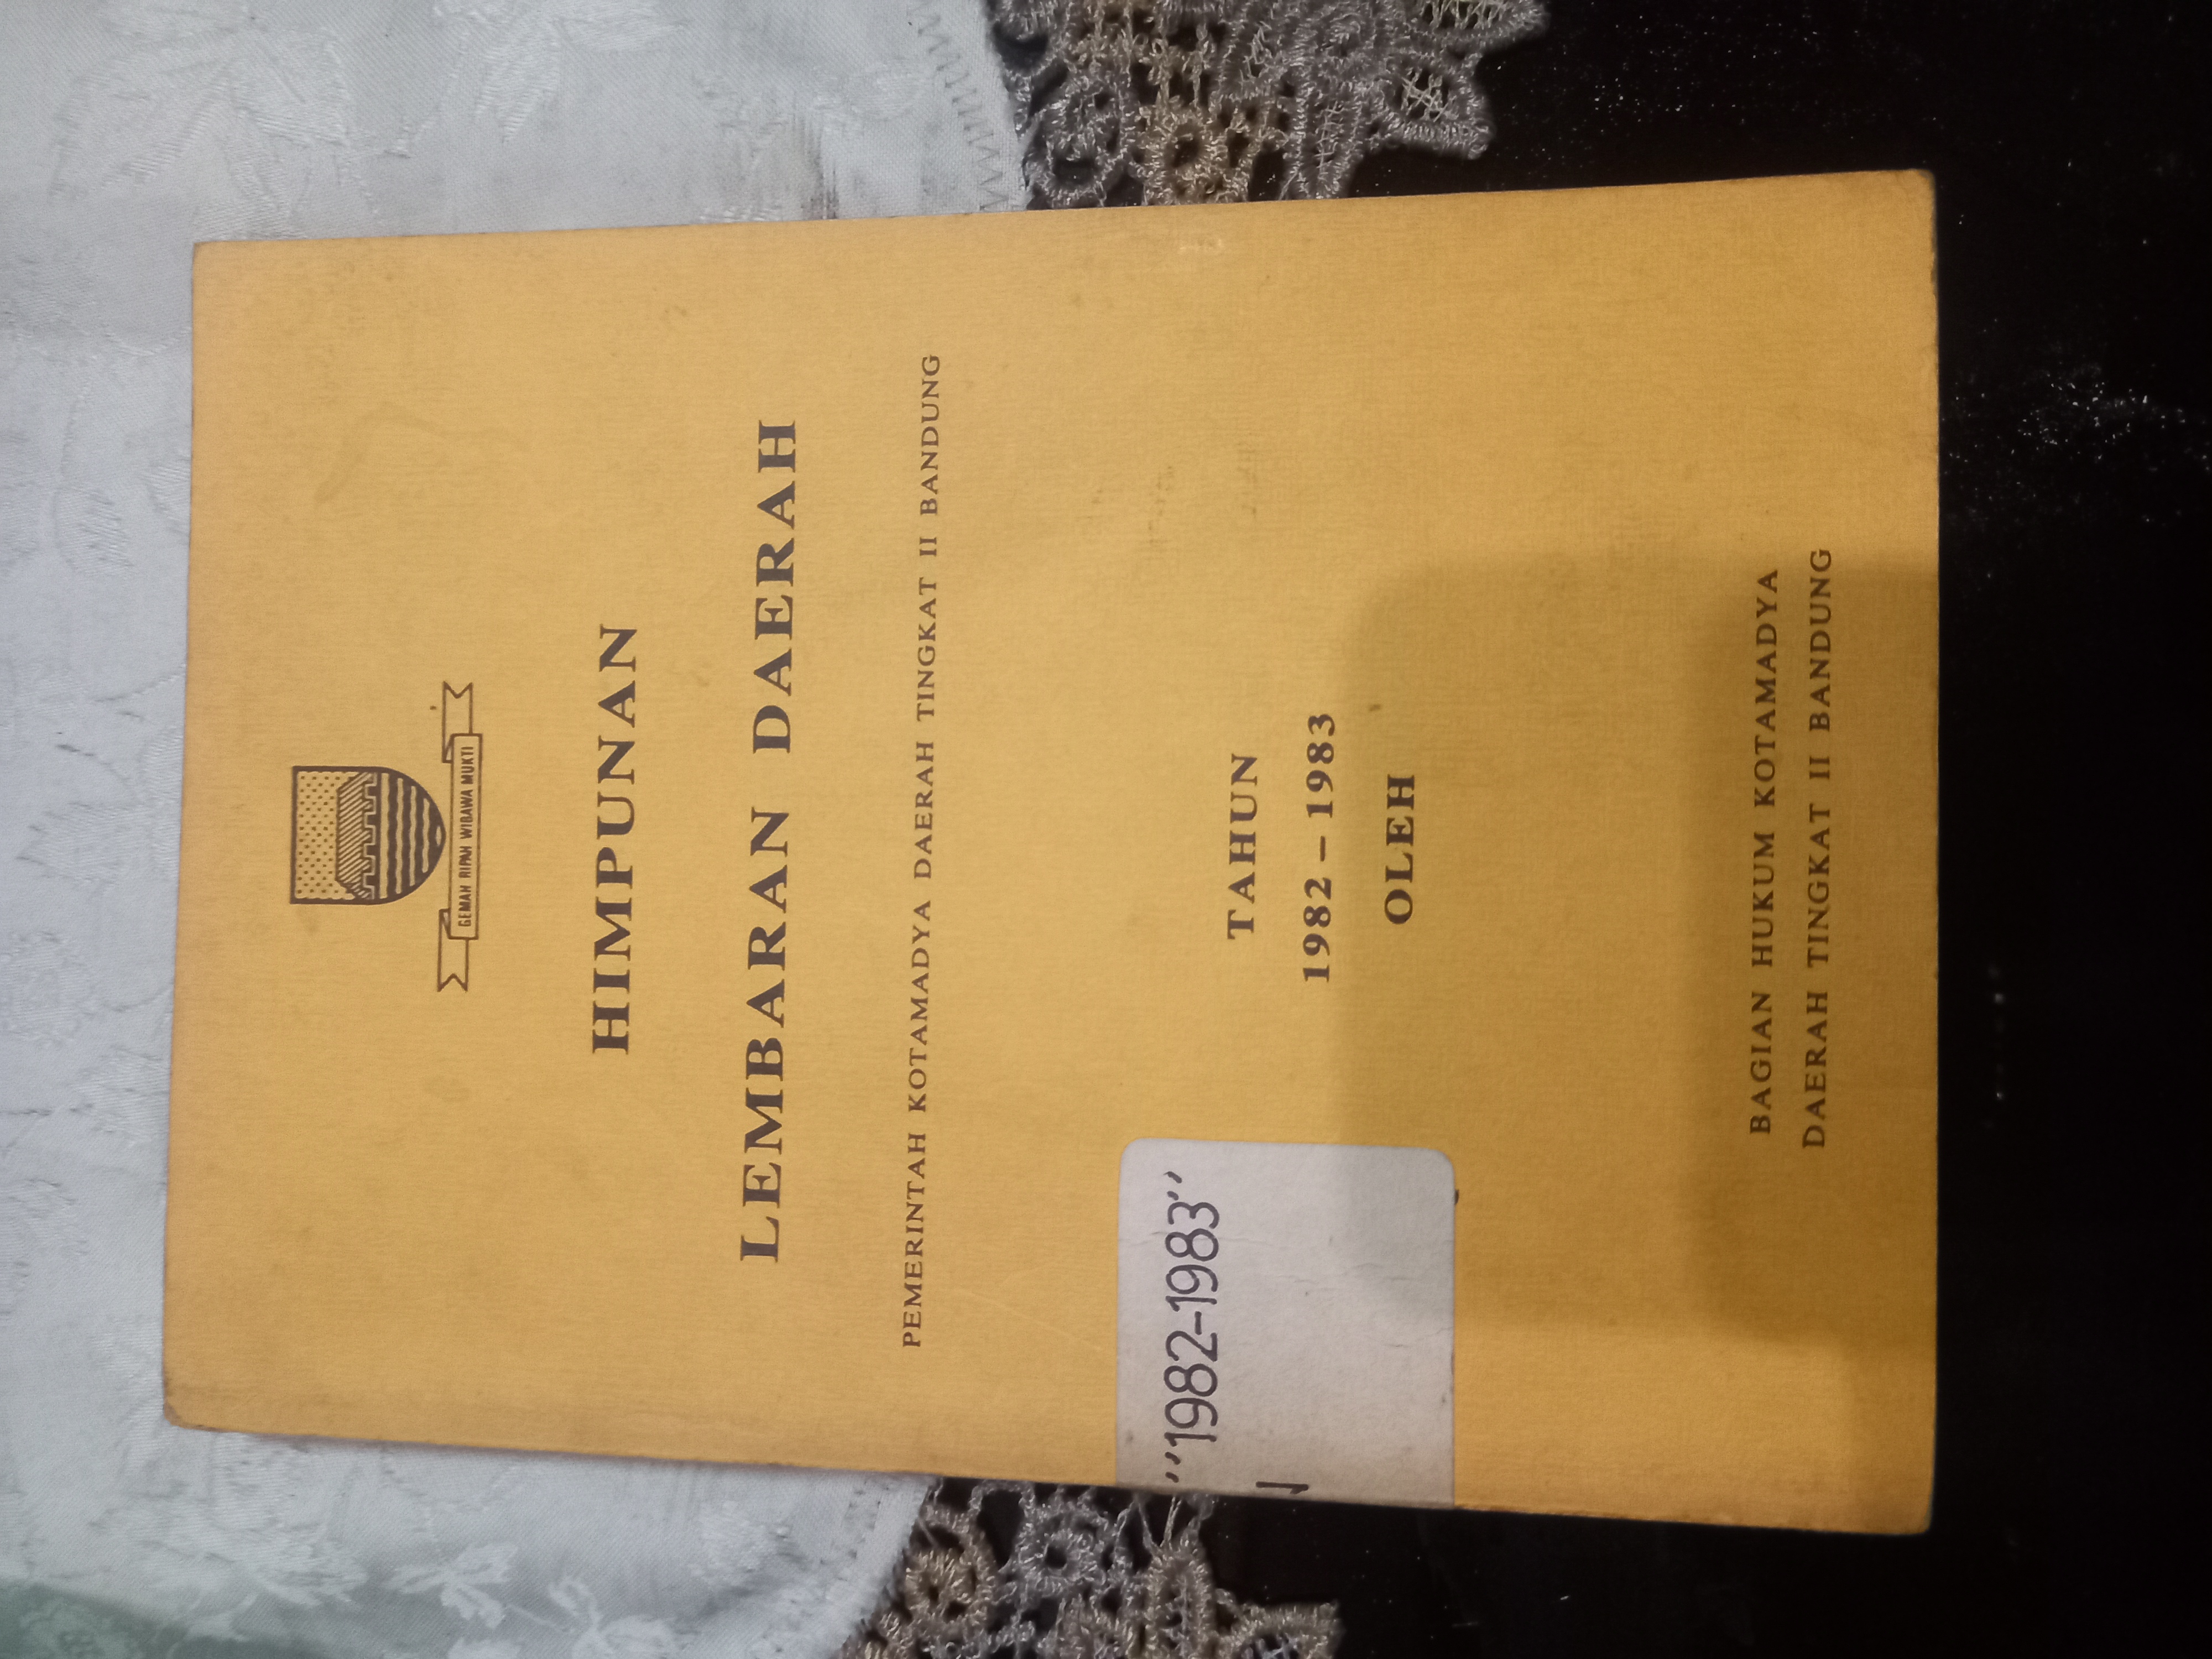 GEMAH RIPAH WIBAWA MUKTI
HIMPUNAN
LEMBARAN DAERAH
PEMERINTAH KOTAMADYA DAERAH TINGKAT II BANDUNG
TAHUN
1982 – 1983
OLEH
"1982-1983"
BAGIAN HUKUM KOTAMADYA
DAERAH TINGKAT II BANDUNG